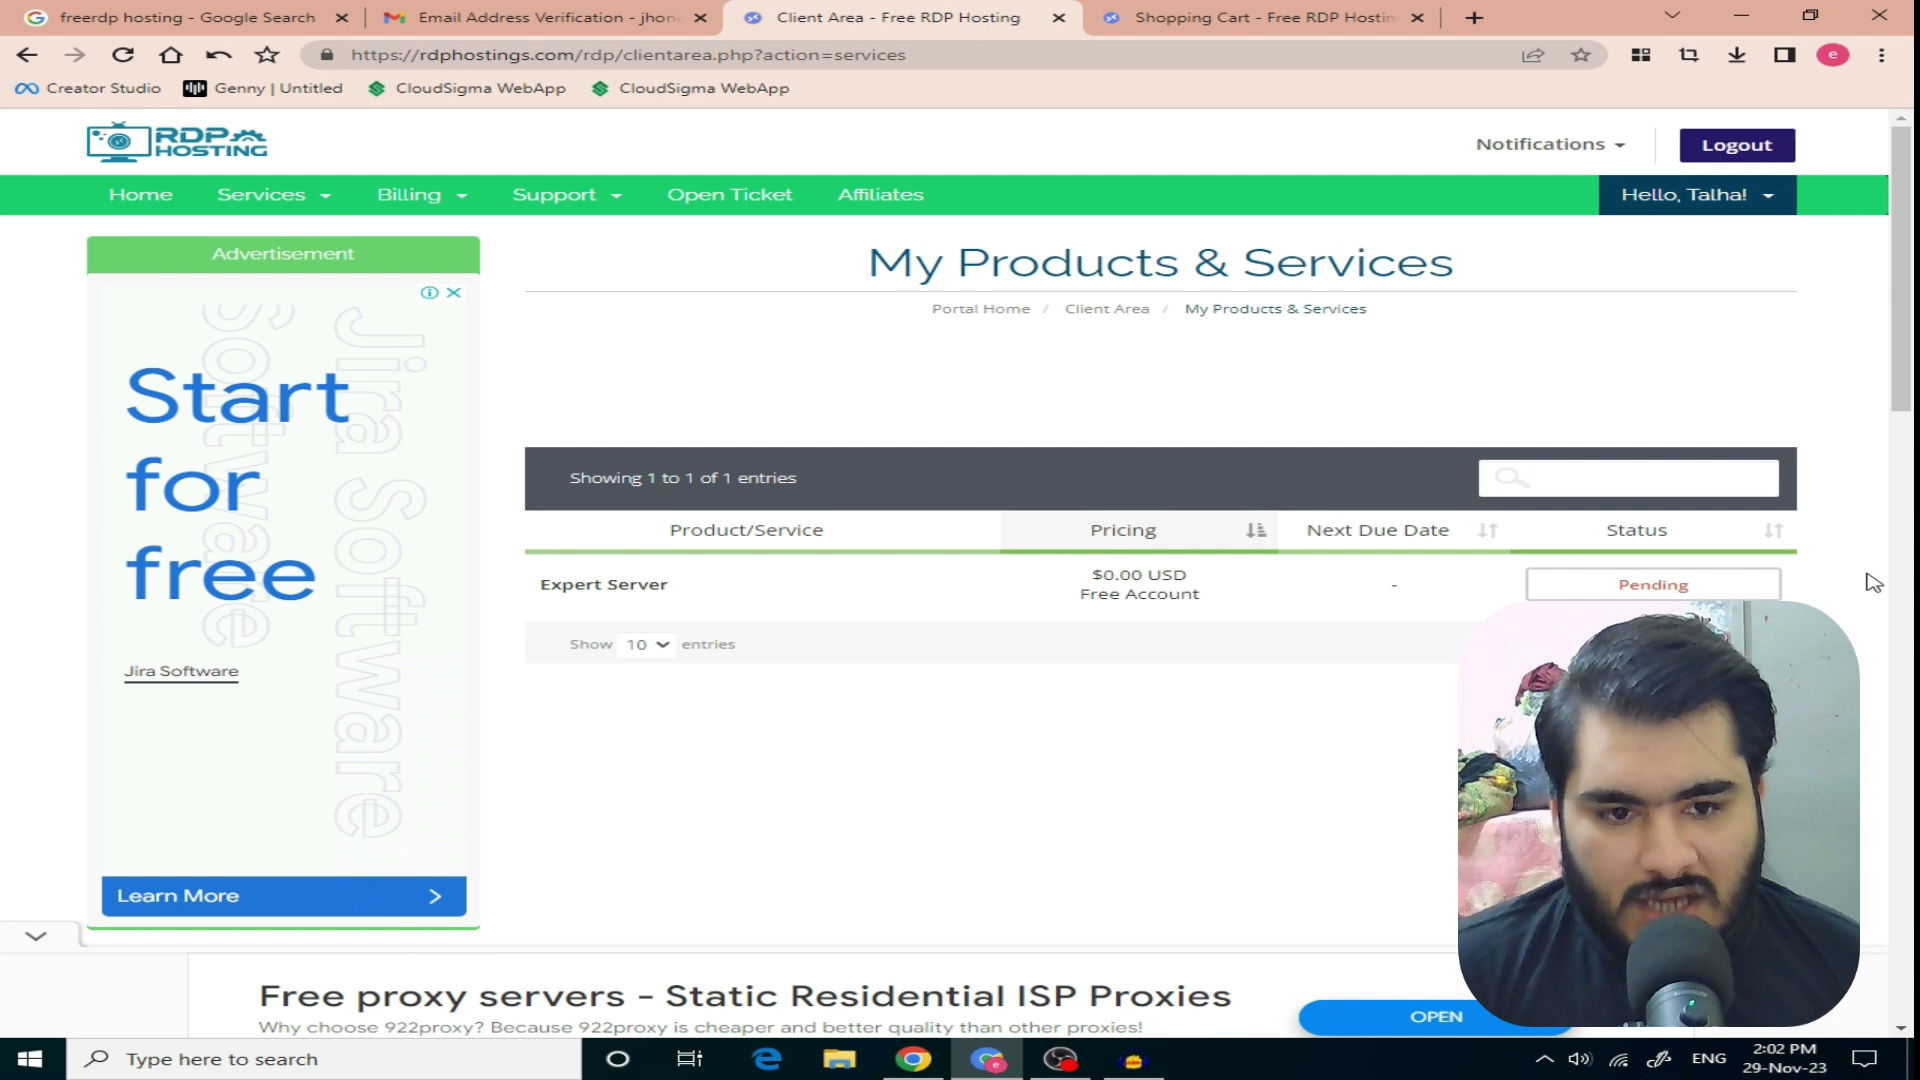 freerdp hosting - Google Search
Email Address Verification - jhon
Client Area - Free RDP Hosting
Shopping Cart - Free RDP Hostin
https://rdphostings.com/rdp/clientarea.php?action=services
e
Creator Studio
Genny | Untitled
CloudSigma WebApp
CloudSigma WebApp
RDP
HOSTING
Notifications
Logout
Home
Services
Billing
Support
Open Ticket
Affiliates
Hello, Talha!
Advertisement
Jira Software
Start
for
free
Jira Software
Learn More
My Products & Services
Portal Home / Client Area / My Products & Services
Showing 1 to 1 of 1 entries
Product/Service
Pricing
Next Due Date
Status
Expert Server
$0.00 USD
Free Account
-
Pending
Show 10 entries
Free proxy servers - Static Residential ISP Proxies
Why choose 922proxy? Because 922proxy is cheaper and better quality than other proxies!
OPEN
Type here to search
ENG
2:02 PM
29-Nov-23